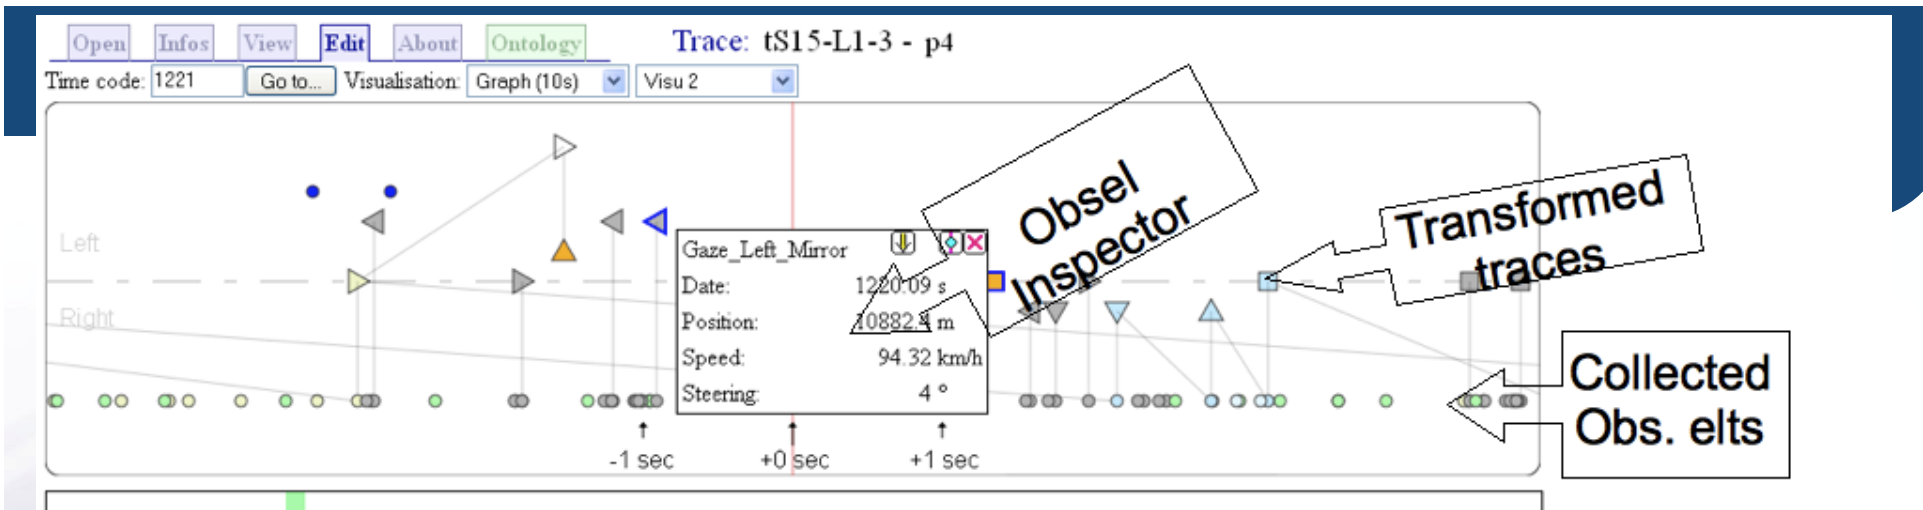 Open Infos View Edit About Ontology Trace: tS15-L1-3 - p4
Time code: 1221 Go to... Visualisation: Graph (10s) Visu 2
Left
Right
Gaze_Left_Mirror
Date: 1220.09 s
Position: 10882.4 m
Speed: 94.32 km/h
Steering: 4 °
Obsel
Inspector
Transformed
traces
Collected
Obs. elts
-1 sec +0 sec +1 sec